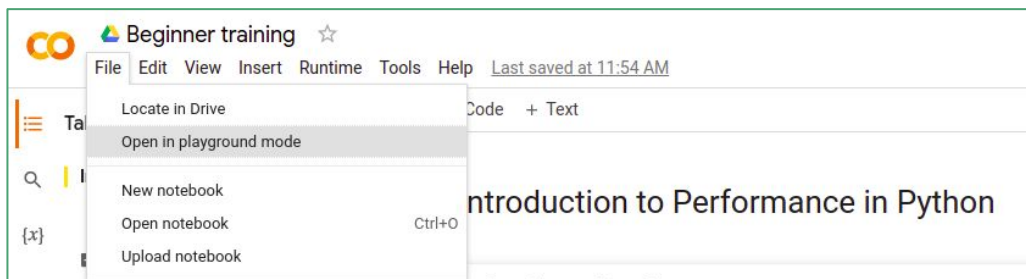 CO
Beginner training
File Edit View Insert Runtime Tools Help Last saved at 11:54 AM
Locate in Drive
Code + Text
Open in playground mode
New notebook
ntroduction to Performance in Python
Open notebook Ctrl+O
{x}
Upload notebook